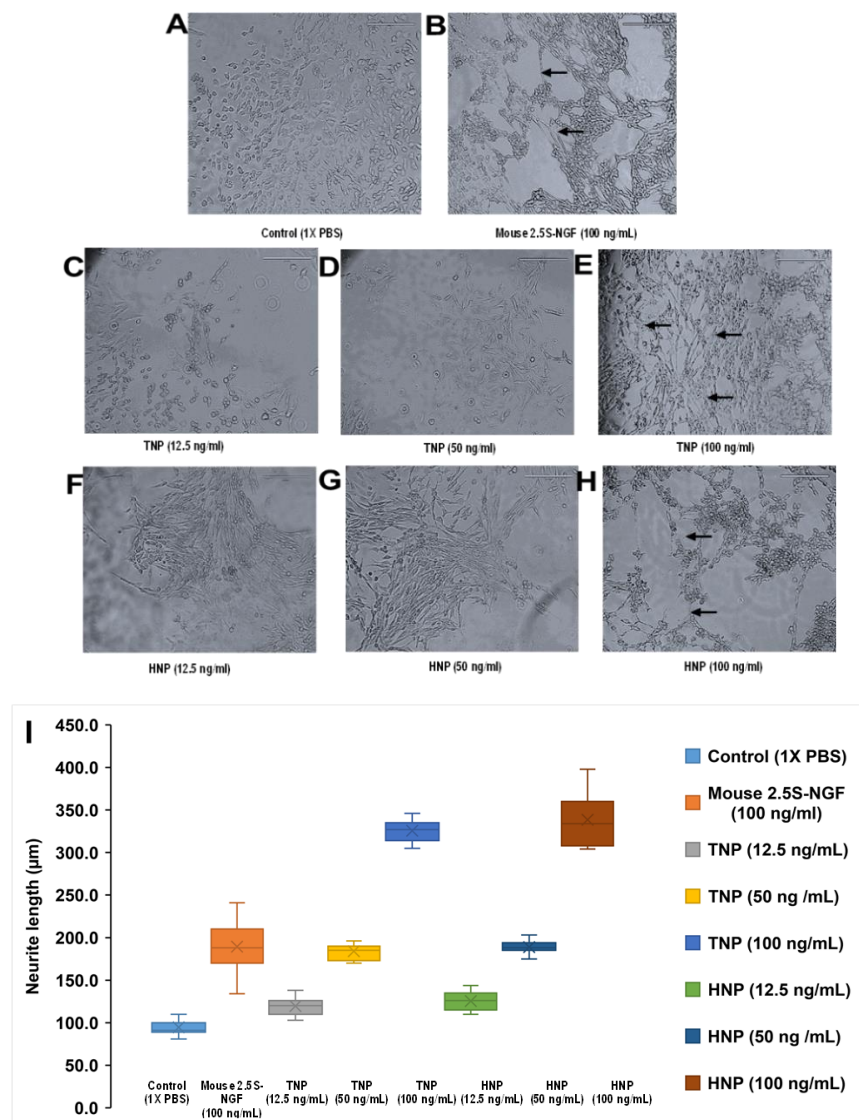 A
B
Control (1X PBS)
Mouse 2.5S-NGF (100 ng/mL)
C
D
E
TNP (12.5 ng/ml)
TNP (50 ng/ml)
TNP (100 ng/ml)
F
G
H
HNP (12.5 ng/ml)
HNP (50 ng/ml)
HNP (100 ng/ml)
I
Neurite length (µm)
450.0
400.0
350.0
300.0
250.0
200.0
150.0
100.0
50.0
0.0
Control
(1X PBS)
Mouse 2.5S-
NGF
(100 ng/mL)
TNP
(12.5 ng/mL)
TNP
(50 ng/mL)
TNP
(100 ng/mL)
HNP
(12.5 ng/mL)
HNP
(50 ng/mL)
HNP
(100 ng/mL)
Control (1X PBS)
Mouse 2.5S-NGF
(100 ng/ml)
TNP (12.5 ng/mL)
TNP (50 ng /mL)
TNP (100 ng/mL)
HNP (12.5 ng/mL)
HNP (50 ng /mL)
HNP (100 ng/mL)